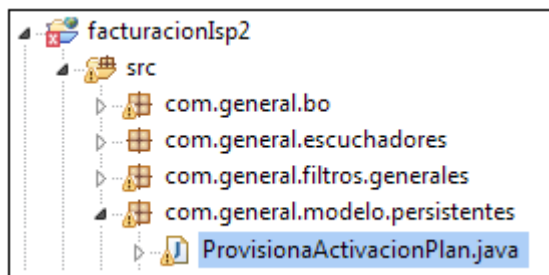 facturacionIsp2
src
com.general.bo
com.general.escuchadores
com.general.filtros.generales
com.general.modelo.persistentes
ProvisionaActivacionPlan.java